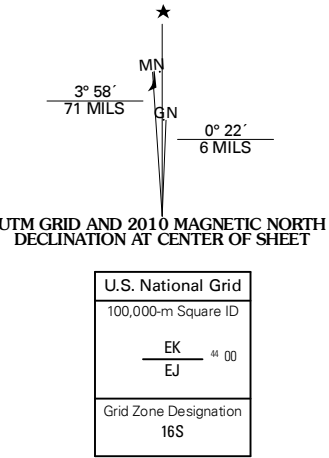 ★
MN
GN
3° 58´
71 MILS
0° 22´
6 MILS
UTM GRID AND 2010 MAGNETIC NORTH
DECLINATION AT CENTER OF SHEET
U.S. National Grid
100,000-m Square ID
EK
44 00
EJ
Grid Zone Designation
16S